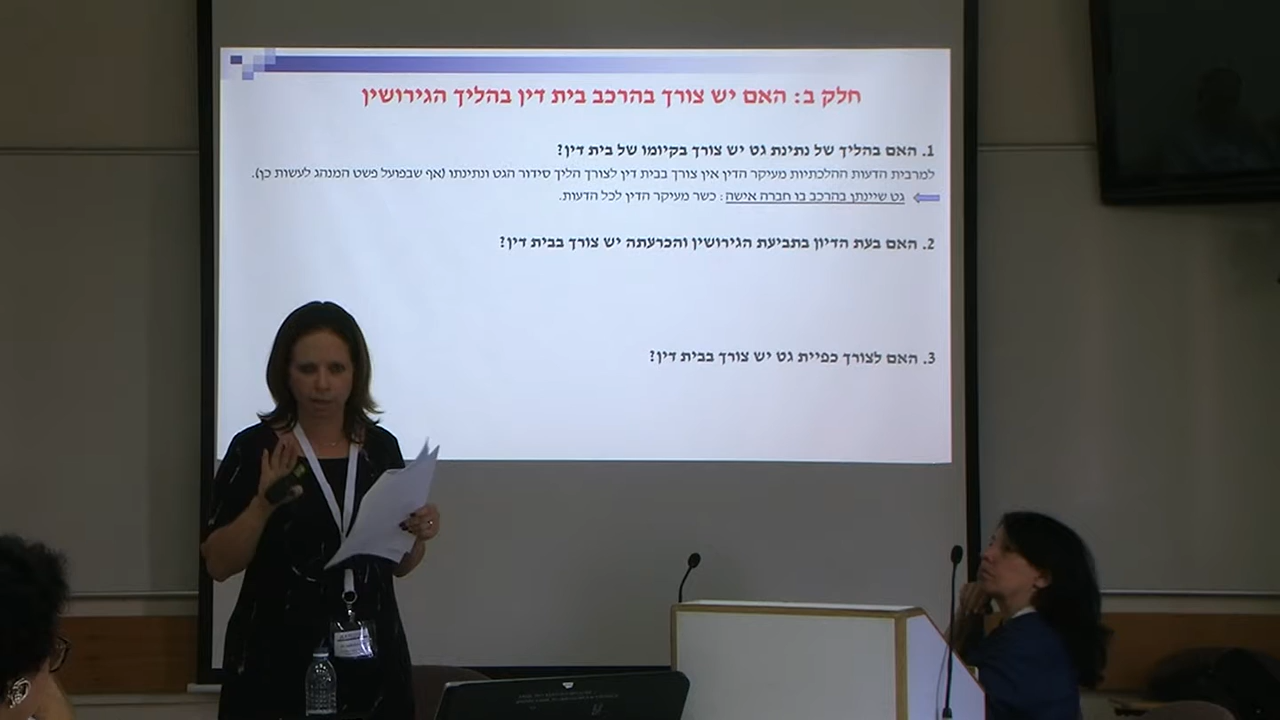 חלק ב: האם יש צורך בהרכב בית דין בהליך הגירושין
1. האם בהליך של נתינת גט יש צורך בקיומו של בית דין?
למרבית הדעות ההלכתיות מעיקר הדין אין צורך בבית דין לצורך הליך סידור הגט ונתינתו (אף שבפועל פשט המנהג לעשות כן).
גט שיינתן בהרכב בו חברה אישה: כשר מעיקר הדין לכל הדעות.
2. האם בעת הדיון בתביעת הגירושין והכרעתה יש צורך בבית דין?
3. האם לצורך כפיית גט יש צורך בבית דין?